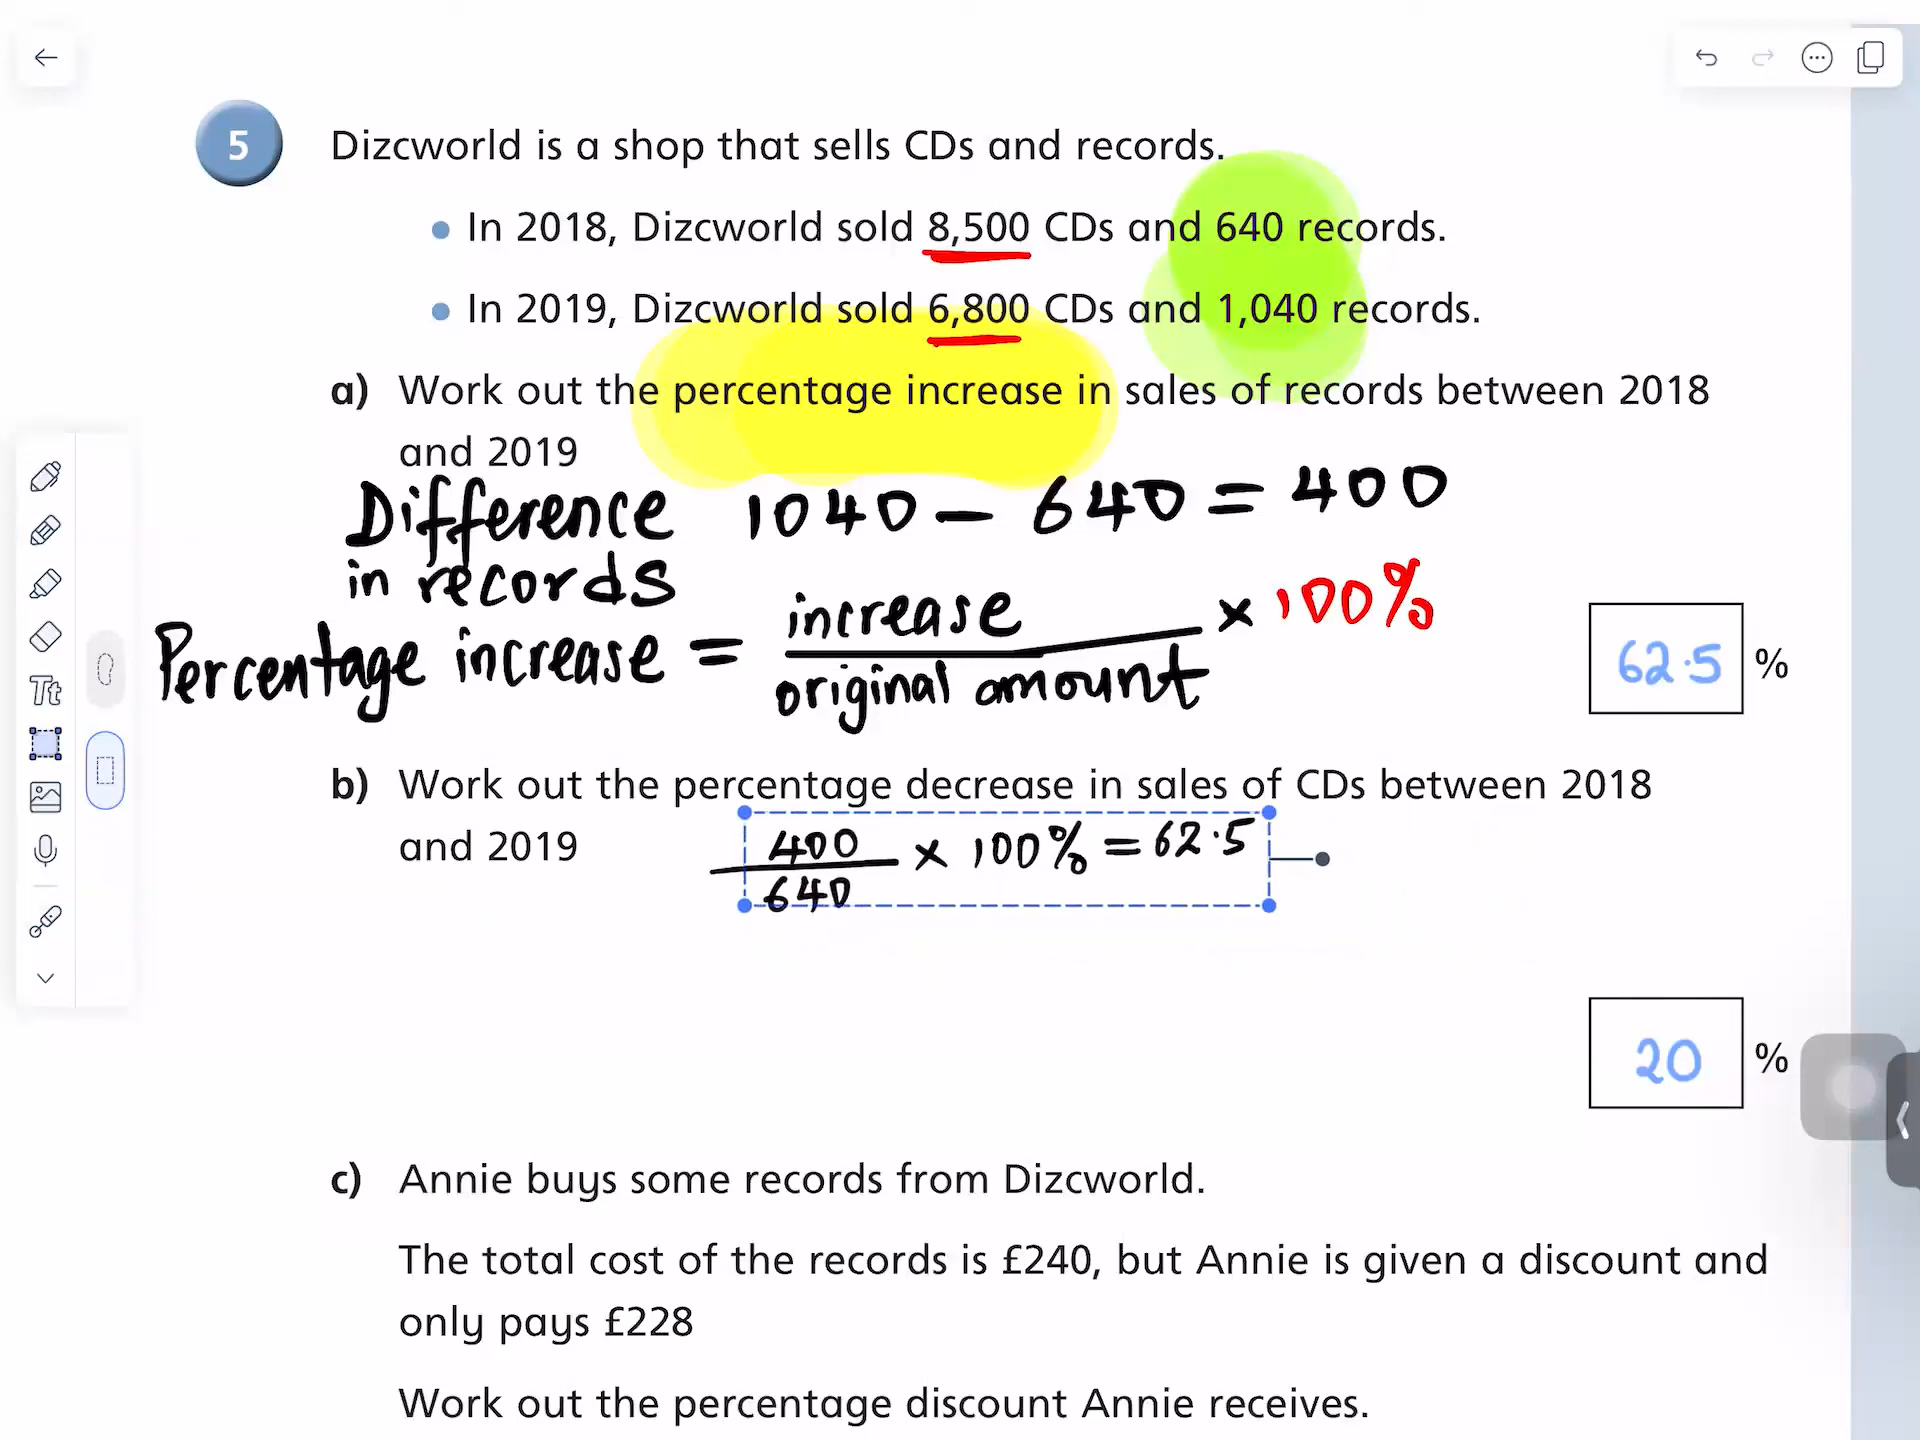 5 Dizcworld is a shop that sells CDs and records.
• In 2018, Dizcworld sold 8,500 CDs and 640 records.
• In 2019, Dizcworld sold 6,800 CDs and 1,040 records.
a) Work out the percentage increase in sales of records between 2018
and 2019
Difference 1040 - 640 = 400
in records
Percentage increase = increase / original amount × 100%
62.5 %
b) Work out the percentage decrease in sales of CDs between 2018
and 2019
400 / 640 × 100% = 62.5
20 %
c) Annie buys some records from Dizcworld.
The total cost of the records is £240, but Annie is given a discount and
only pays £228
Work out the percentage discount Annie receives.
Tt